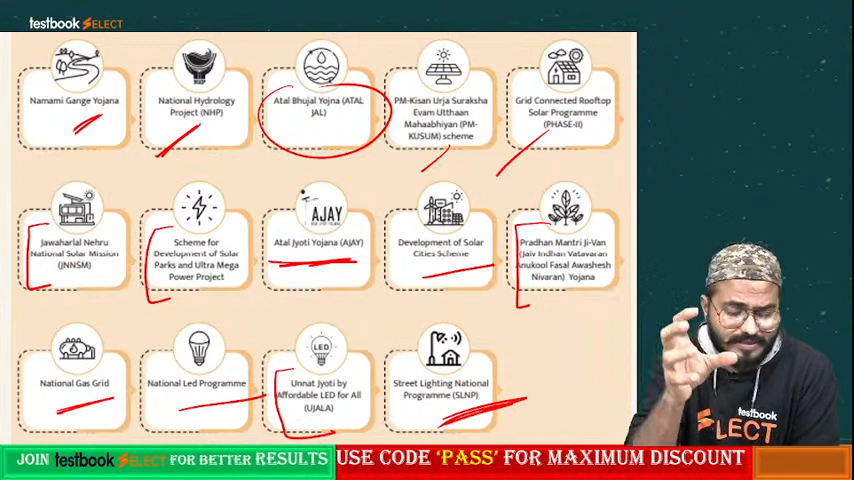 testbook SELECT
Namami Gange Yojana
National Hydrology
Project (NHP)
Atal Bhujal Yojna (ATAL
JAL)
PM-Kisan Urja Suraksha
Evam Utthaan
Mahaabhiyan (PM-
KUSUM) scheme
Grid Connected Rooftop
Solar Programme
(PHASE-II)
Jawaharlal Nehru
National Solar Mission
(JNNSM)
Scheme for
Development of Solar
Parks and Ultra Mega
Power Project
AJAY
Atal Jyoti Yojana (AJAY)
Development of Solar
Cities Scheme
Pradhan Mantri Ji-Van
(Jaiv Indhan Vatavaran
Anukool Fasal Awashesh
Nivaran) Yojana
National Gas Grid
National Led Programme
LED
Unnat Jyoti by
Affordable LED for All
(UJALA)
Street Lighting National
Programme (SLNP)
testbook
SELECT
JOIN testbook SELECT FOR BETTER RESULTS
USE CODE 'PASS' FOR MAXIMUM DISCOUNT